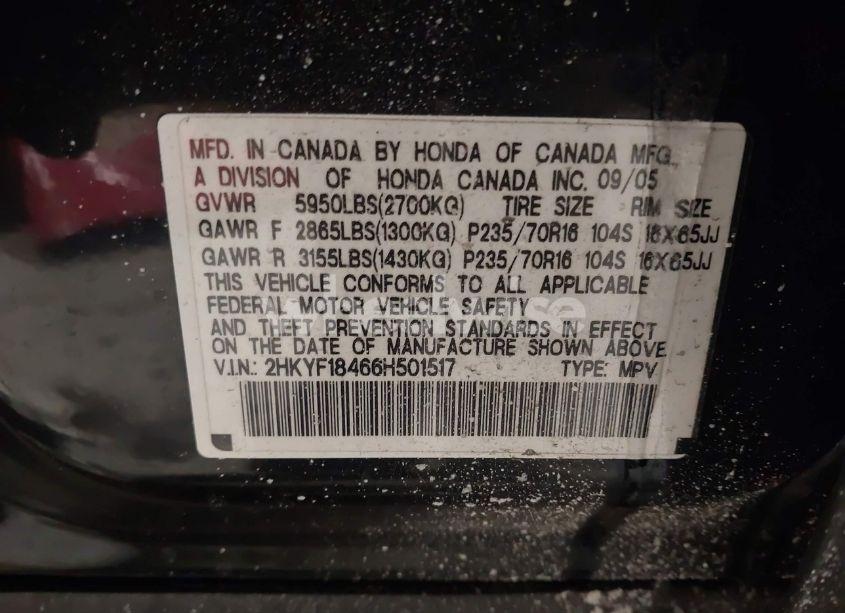 MFD. IN CANADA BY HONDA OF CANADA MFG.
A DIVISION OF HONDA CANADA INC. 09/05
GVWR 5950LBS(2700KG) TIRE SIZE RIM SIZE
GAWR F 2865LBS(1300KG) P235/70R16 104S 16X65JJ
GAWR R 3155LBS(1430KG) P235/70R16 104S 16X65JJ
THIS VEHICLE CONFORMS TO ALL APPLICABLE
FEDERAL MOTOR VEHICLE SAFETY
AND THEFT PREVENTION STANDARDS IN EFFECT
ON THE DATE OF MANUFACTURE SHOWN ABOVE.
V.I.N.: 2HKYF18466H501517 TYPE: MPV